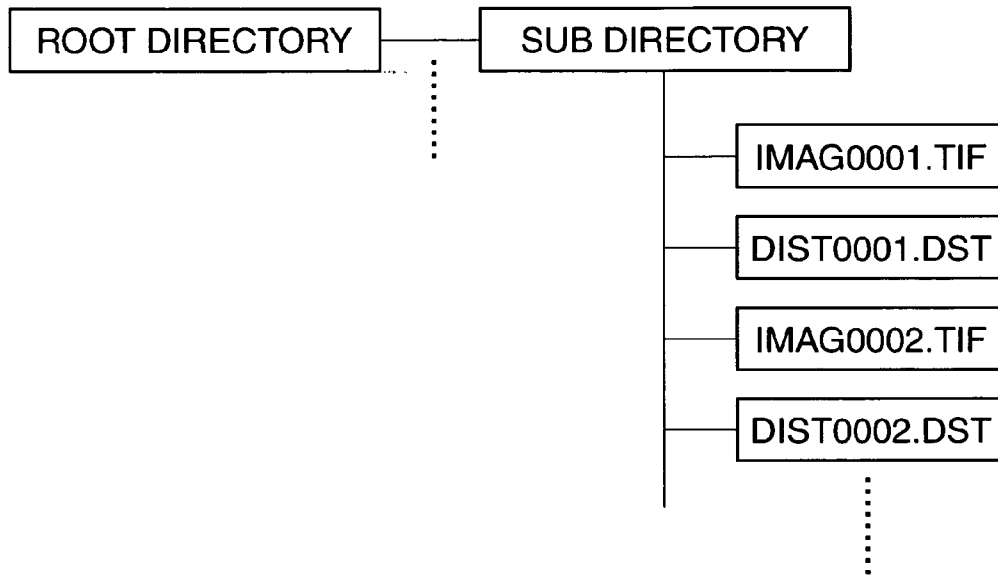 ROOT DIRECTORY
SUB DIRECTORY
IMAG0001.TIF
DIST0001.DST
IMAG0002.TIF
DIST0002.DST